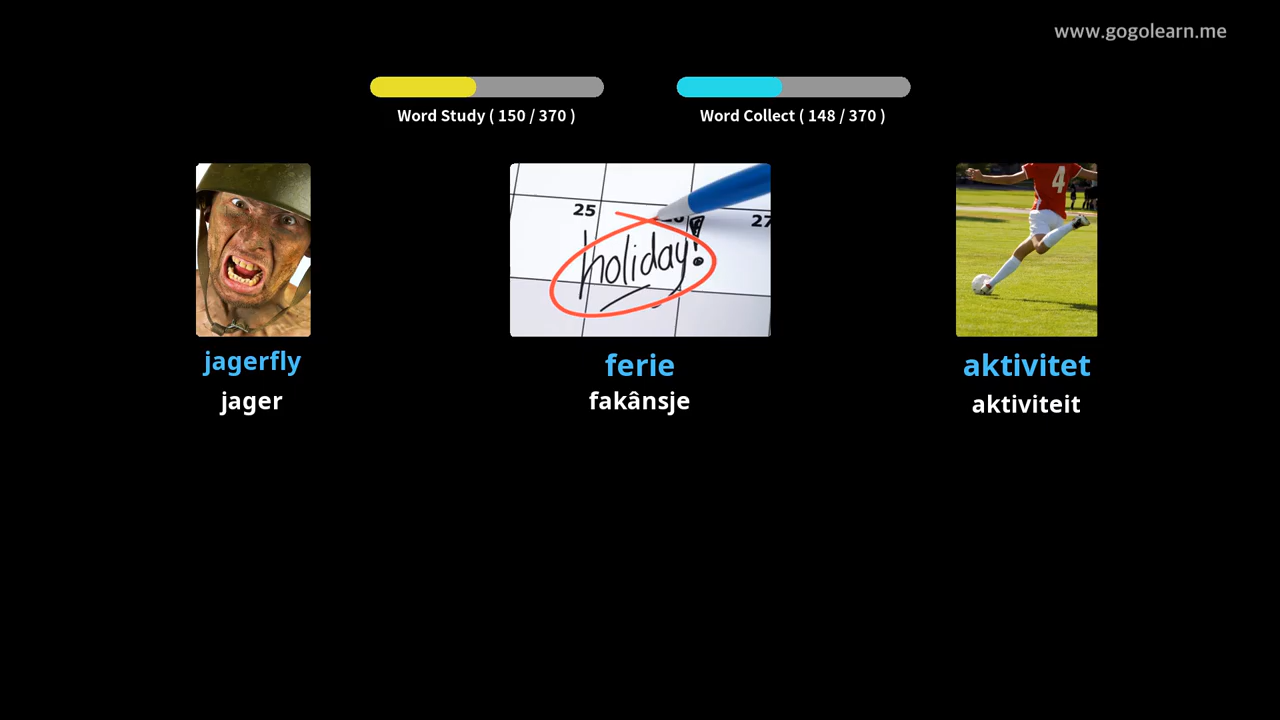 www.gogolearn.me
Word Study ( 150 / 370 )
Word Collect ( 148 / 370 )
25
27
holiday!
jagerfly
ferie
aktivitet
jager
fakânsje
aktiviteit
4